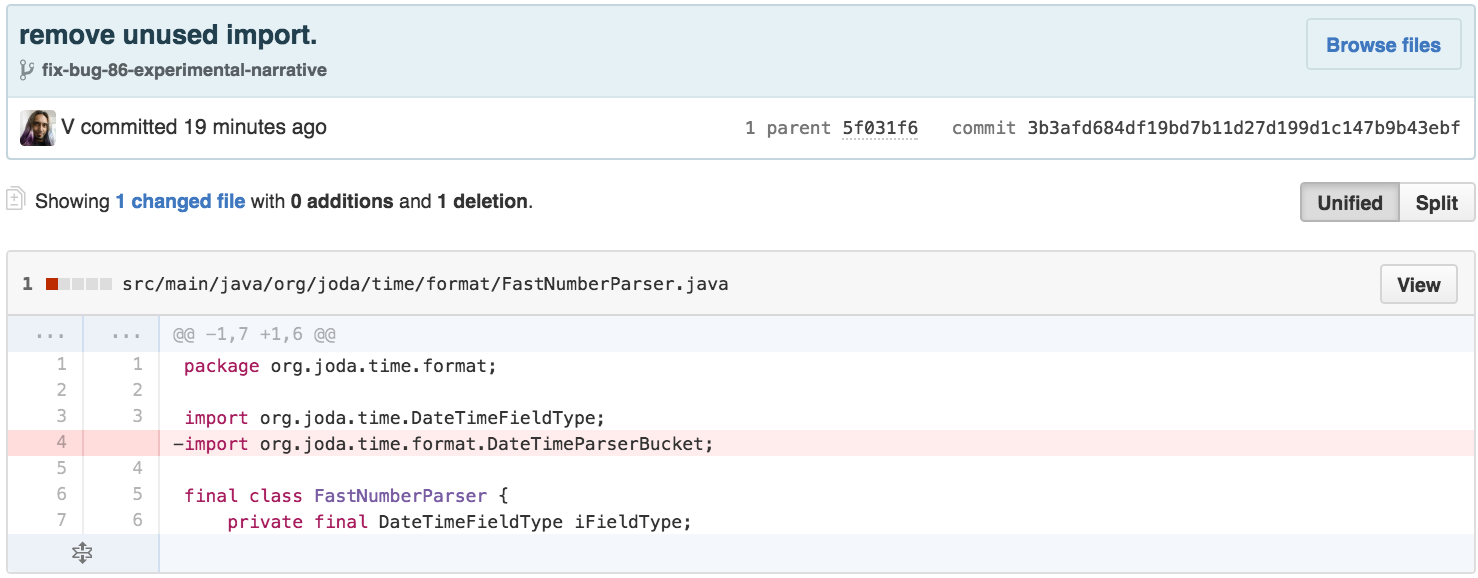 remove unused import.
Browse files
fix-bug-86-experimental-narrative
V committed 19 minutes ago
1 parent 5f031f6 commit 3b3afd684df19bd7b11d27d199d1c147b9b43ebf
Showing 1 changed file with 0 additions and 1 deletion.
Unified Split
1 src/main/java/org/joda/time/format/FastNumberParser.java
View
... ... @@ -1,7 +1,6 @@
1 1 package org.joda.time.format;
2 2
3 3 import org.joda.time.DateTimeFieldType;
4 -import org.joda.time.format.DateTimeParserBucket;
5 4
6 5 final class FastNumberParser {
7 6 private final DateTimeFieldType iFieldType;